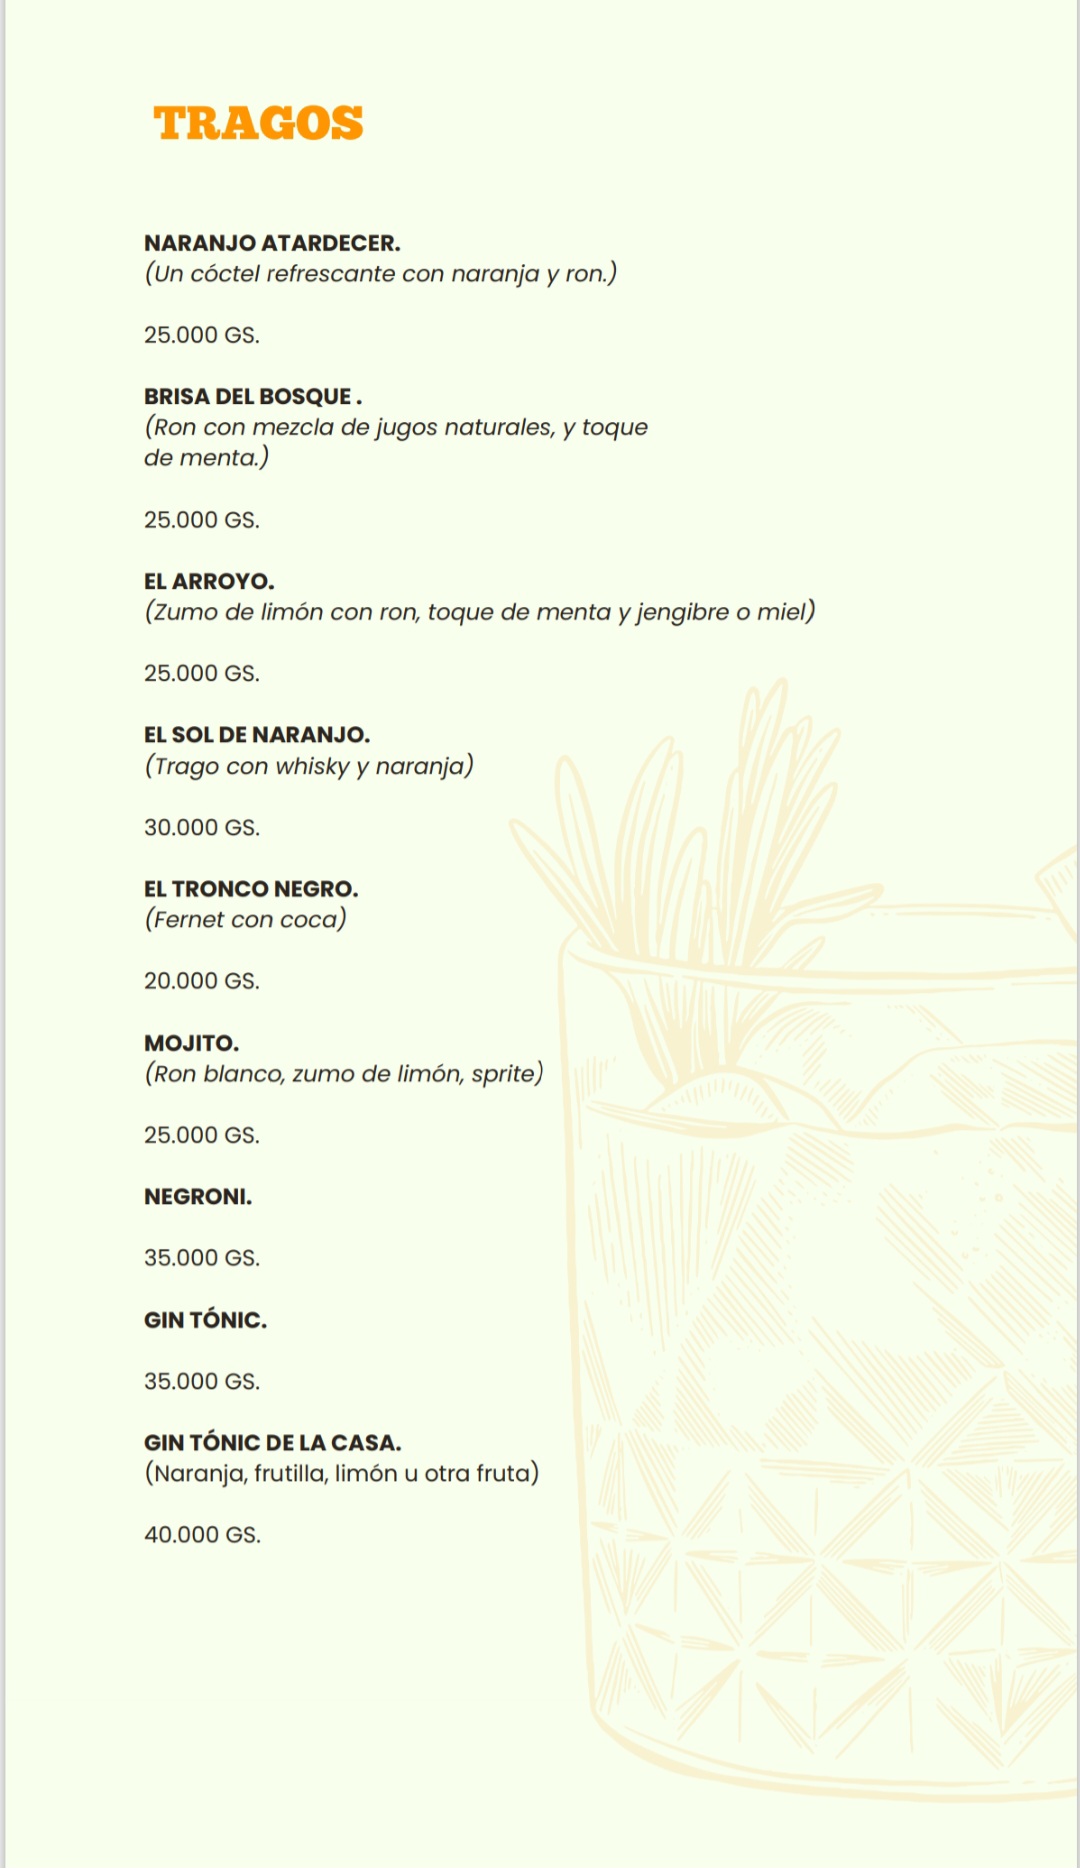 TRAGOS
NARANJO ATARDECER.
(Un cóctel refrescante con naranja y ron.)
25.000 GS.
BRISA DEL BOSQUE .
(Ron con mezcla de jugos naturales, y toque
de menta.)
25.000 GS.
EL ARROYO.
(Zumo de limón con ron, toque de menta y jengibre o miel)
25.000 GS.
EL SOL DE NARANJO.
(Trago con whisky y naranja)
30.000 GS.
EL TRONCO NEGRO.
(Fernet con coca)
20.000 GS.
MOJITO.
(Ron blanco, zumo de limón, sprite)
25.000 GS.
NEGRONI.
35.000 GS.
GIN TÓNIC.
35.000 GS.
GIN TÓNIC DE LA CASA.
(Naranja, frutilla, limón u otra fruta)
40.000 GS.